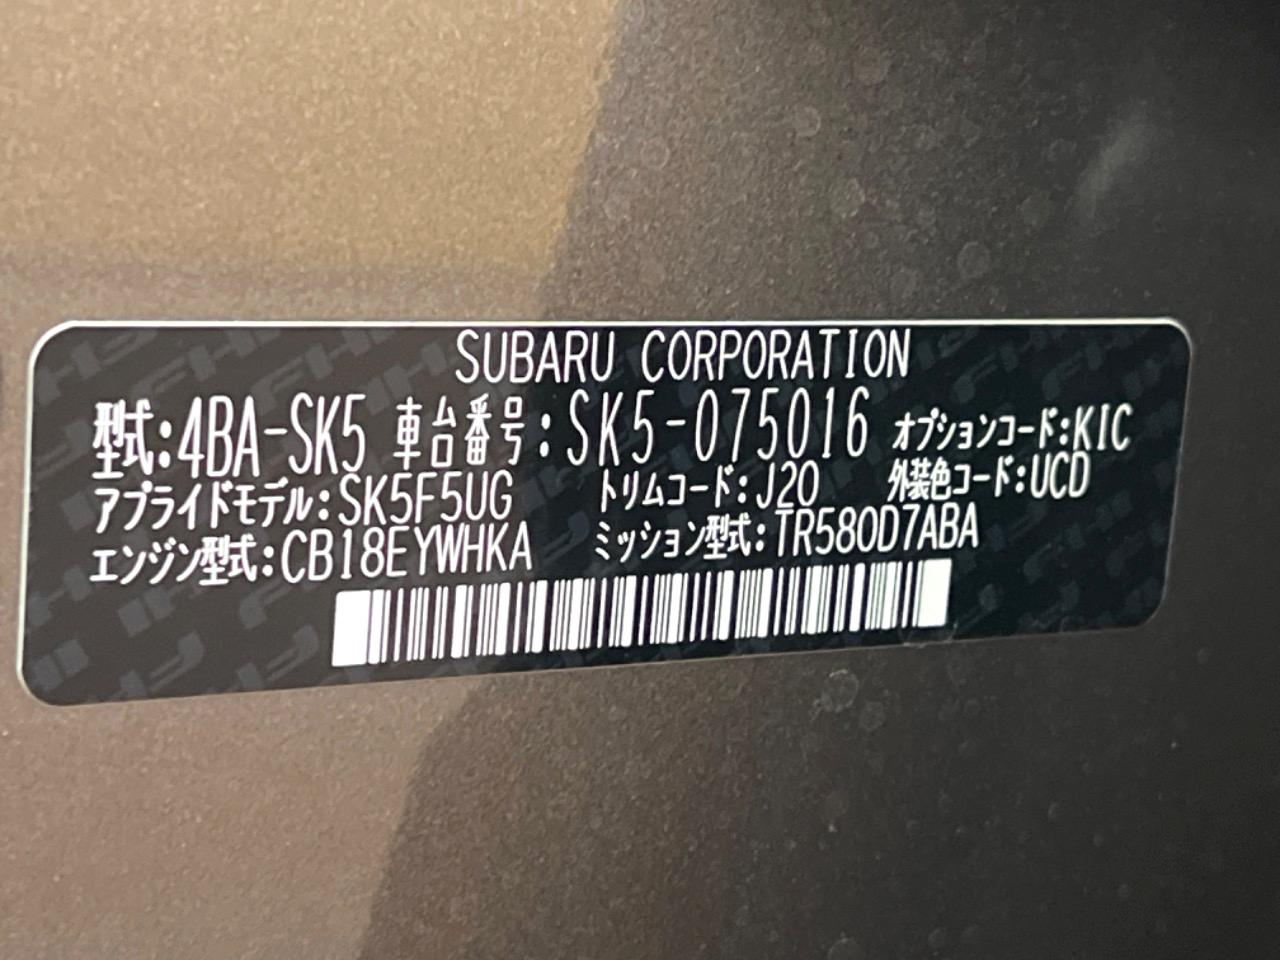 SUBARU CORPORATION
型式:4BA-SK5 車台番号:SK5-075016 オプションコード:KIC
アプライドモデル:SK5F5UG トリムコード:J20 外装色コード:UCD
エンジン型式:CB18EYWHKA ミッション型式:TR580D7ABA